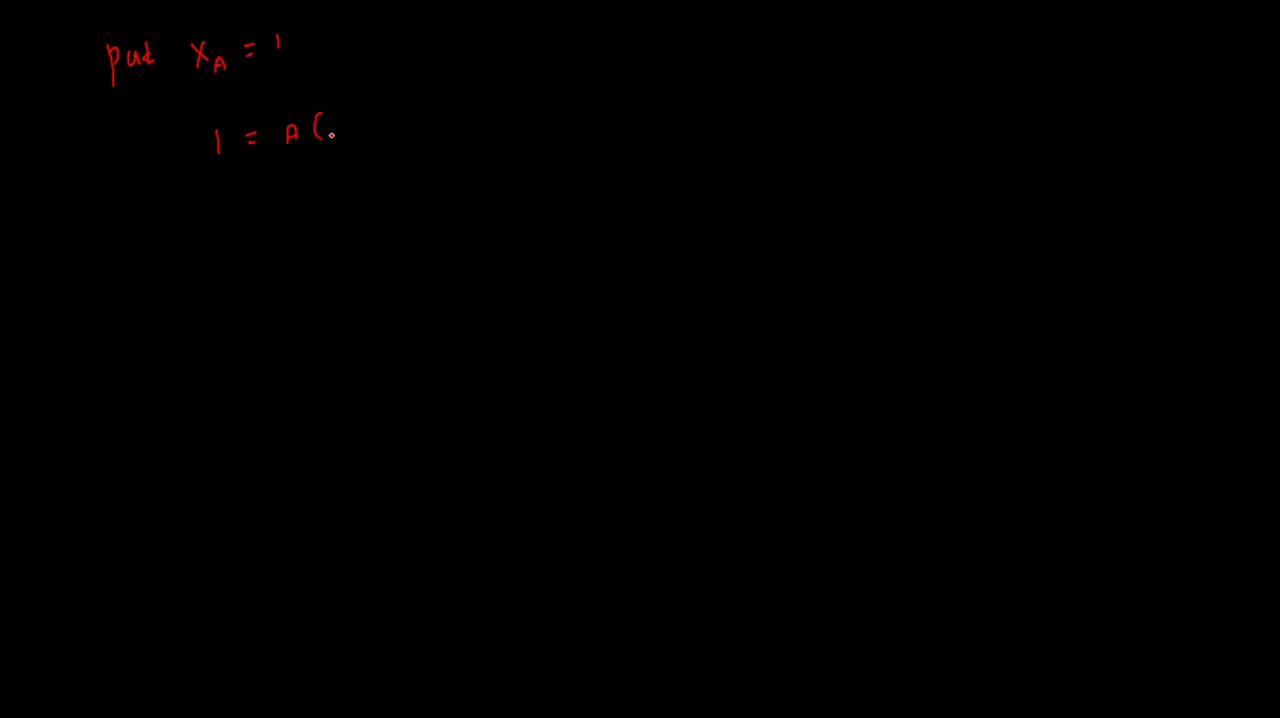 put X_A = 1
1 = A (